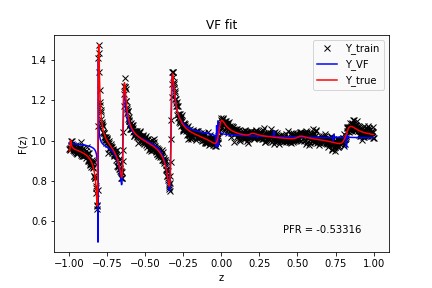 VF fit
Y_train
Y_VF
Y_true
1.4
1.2
1.0
0.8
0.6
F(z)
PFR = -0.53316
−1.00 −0.75 −0.50 −0.25 0.00 0.25 0.50 0.75 1.00
z